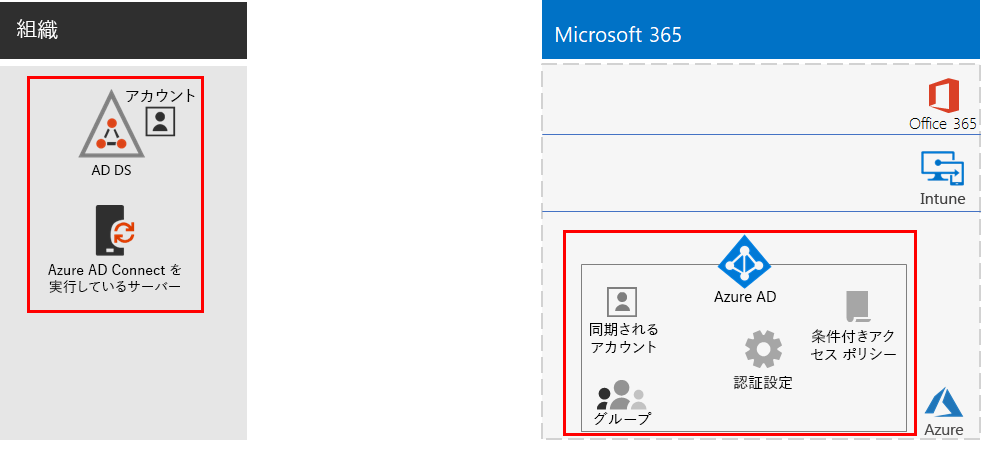 組織
アカウント
AD DS
Azure AD Connect を
実行しているサーバー
Microsoft 365
Office 365
Intune
Azure AD
同期される
アカウント
条件付きアク
セス ポリシー
認証設定
グループ
Azure